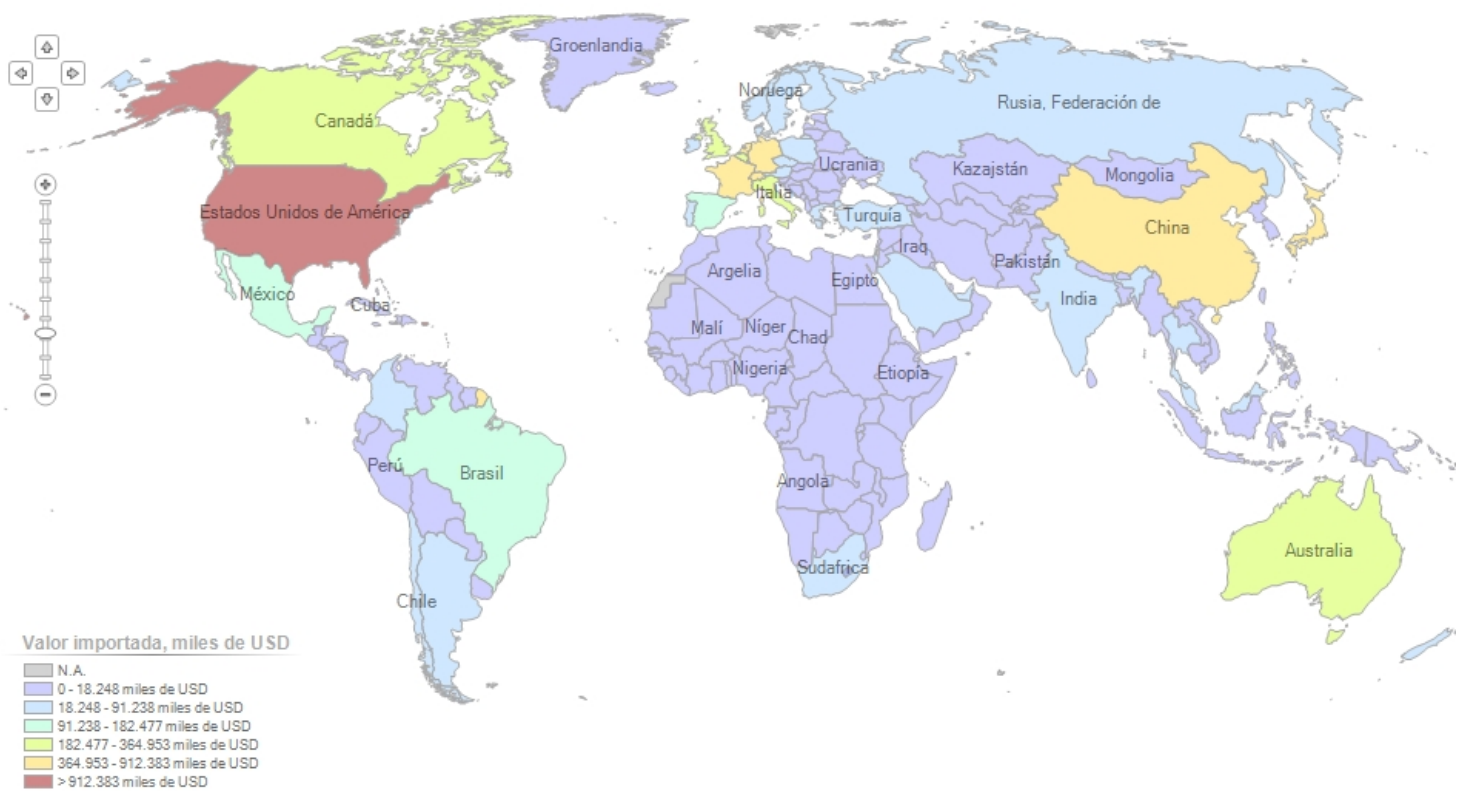 Groenlandia
Noruega
Rusia, Federación de
Canadá
Ucrania
Kazajstán
Mongolia
Italia
Estados Unidos de América
Turquía
China
Iraq
Pakistán
Argelia
Egipto
México
Cuba
India
Malí
Níger
Chad
Nigeria
Etiopía
Perú
Brasil
Angola
Australia
Sudafrica
Chile
Valor importada, miles de USD
N.A.
0 - 18.248 miles de USD
18.248 - 91.238 miles de USD
91.238 - 182.477 miles de USD
182.477 - 364.953 miles de USD
364.953 - 912.383 miles de USD
> 912.383 miles de USD